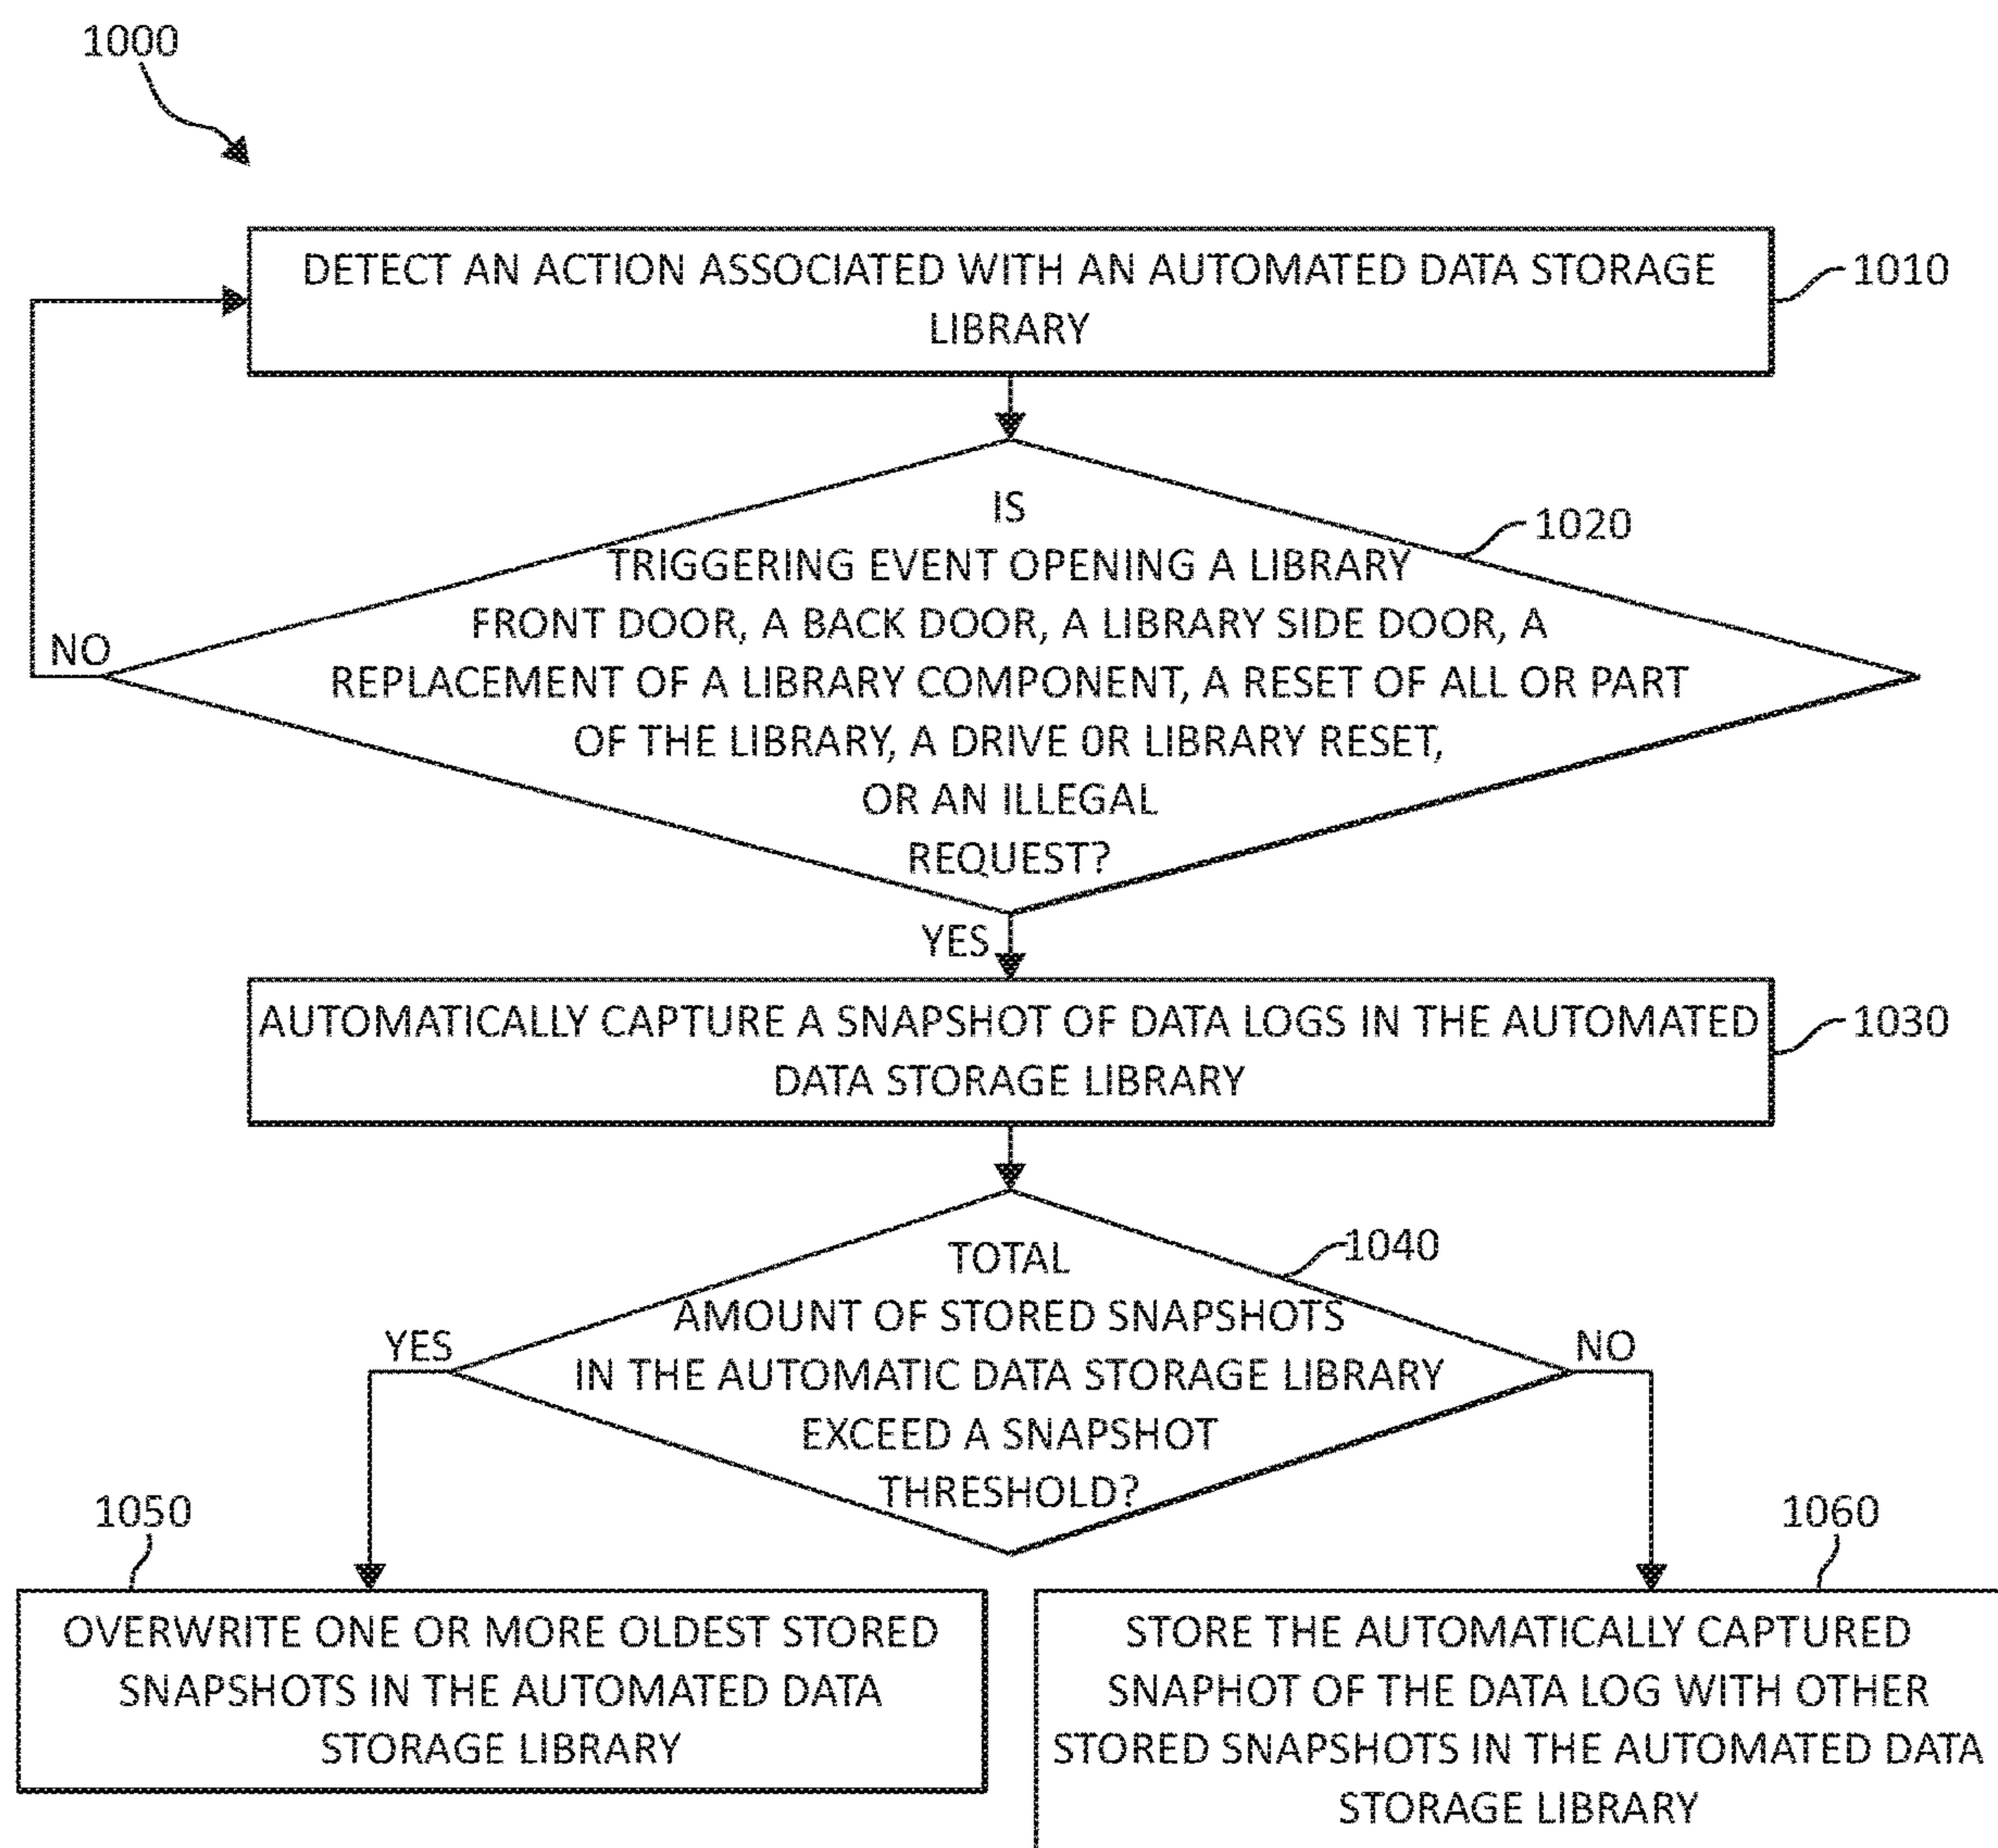 1000
DETECT AN ACTION ASSOCIATED WITH AN AUTOMATED DATA STORAGE
LIBRARY
1010
IS
TRIGGERING EVENT OPENING A LIBRARY
FRONT DOOR, A BACK DOOR, A LIBRARY SIDE DOOR, A
REPLACEMENT OF A LIBRARY COMPONENT, A RESET OF ALL OR PART
OF THE LIBRARY, A DRIVE 0R LIBRARY RESET,
OR AN ILLEGAL
REQUEST?
1020
NO
YES
AUTOMATICALLY CAPTURE A SNAPSHOT OF DATA LOGS IN THE AUTOMATED
DATA STORAGE LIBRARY
1030
TOTAL
AMOUNT OF STORED SNAPSHOTS
IN THE AUTOMATIC DATA STORAGE LIBRARY
EXCEED A SNAPSHOT
THRESHOLD?
1040
YES
NO
1050
OVERWRITE ONE OR MORE OLDEST STORED
SNAPSHOTS IN THE AUTOMATED DATA
STORAGE LIBRARY
1060
STORE THE AUTOMATICALLY CAPTURED
SNAPHOT OF THE DATA LOG WITH OTHER
STORED SNAPSHOTS IN THE AUTOMATED DATA
STORAGE LIBRARY